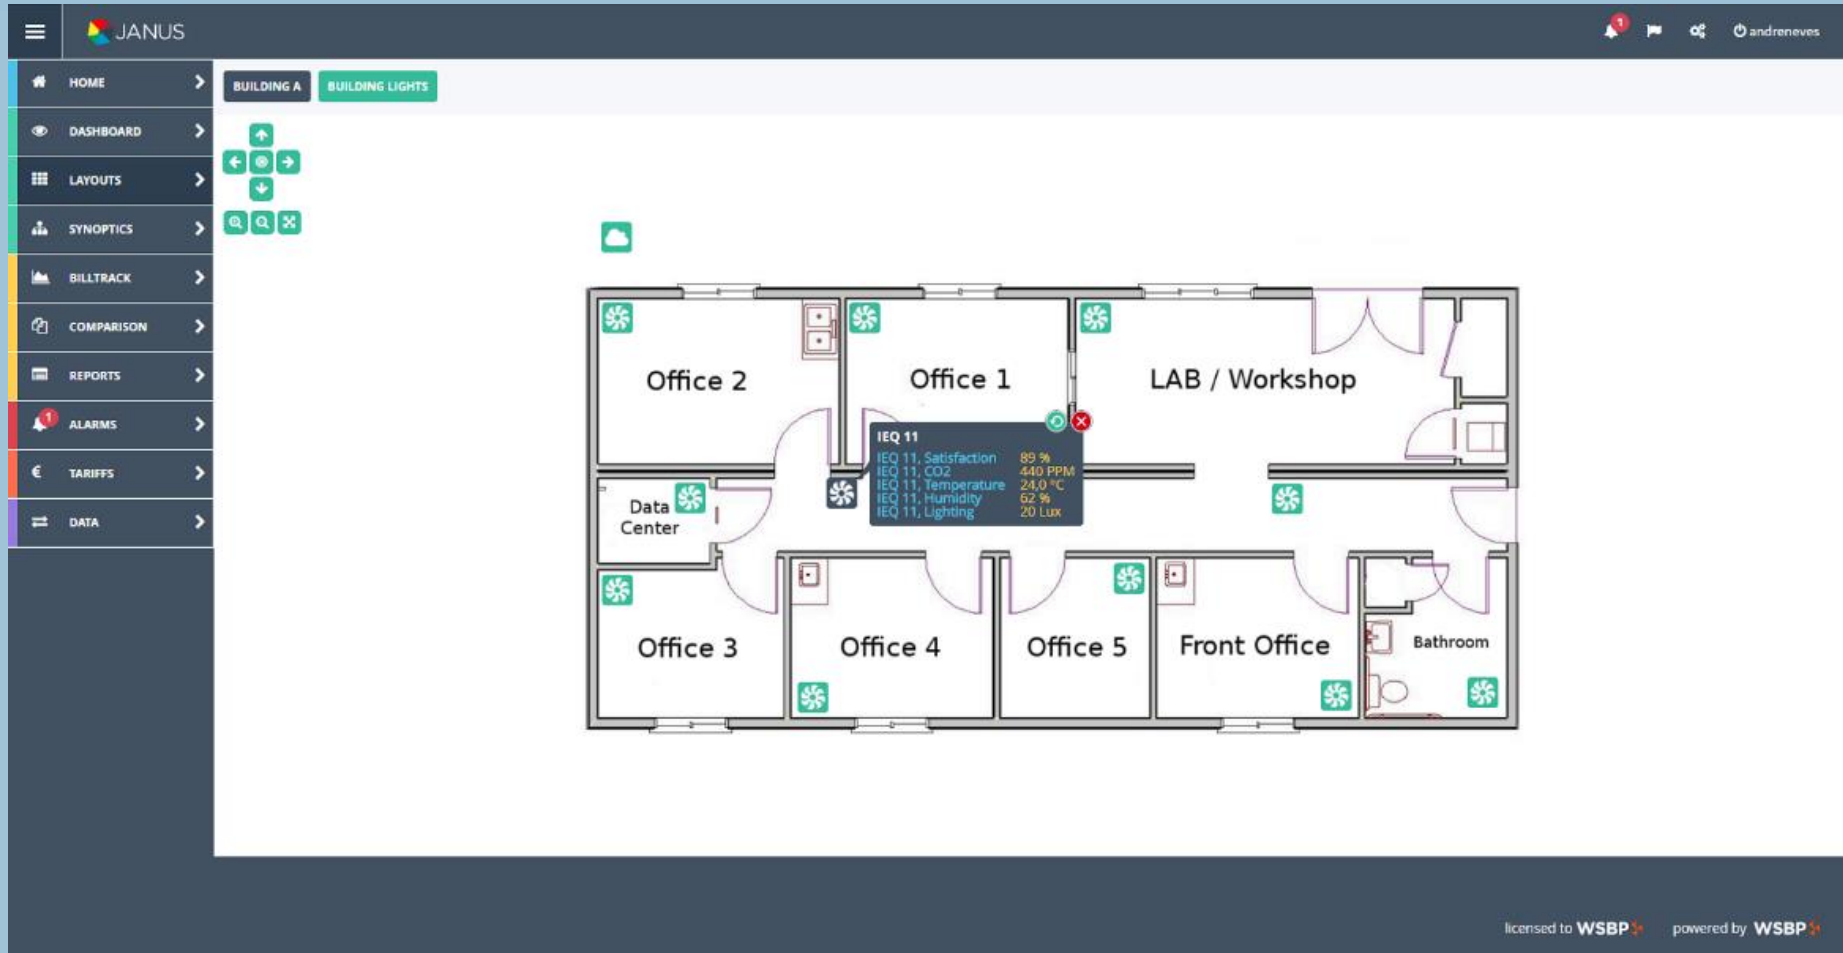 JANUS
1
andreneves
HOME
DASHBOARD
LAYOUTS
SYNOPTICS
BILLTRACK
COMPARISON
REPORTS
1
ALARMS
€ TARIFFS
DATA
BUILDING A
BUILDING LIGHTS
Office 2
Office 1
LAB / Workshop
IEQ 11
IEQ 11, Satisfaction 89 %
IEQ 11, CO2 440 PPM
IEQ 11, Temperature 24,0 °C
IEQ 11, Humidity 62 %
IEQ 11, Lighting 20 Lux
Data
Center
Office 3
Office 4
Office 5
Front Office
Bathroom
licensed to WSBP
powered by WSBP